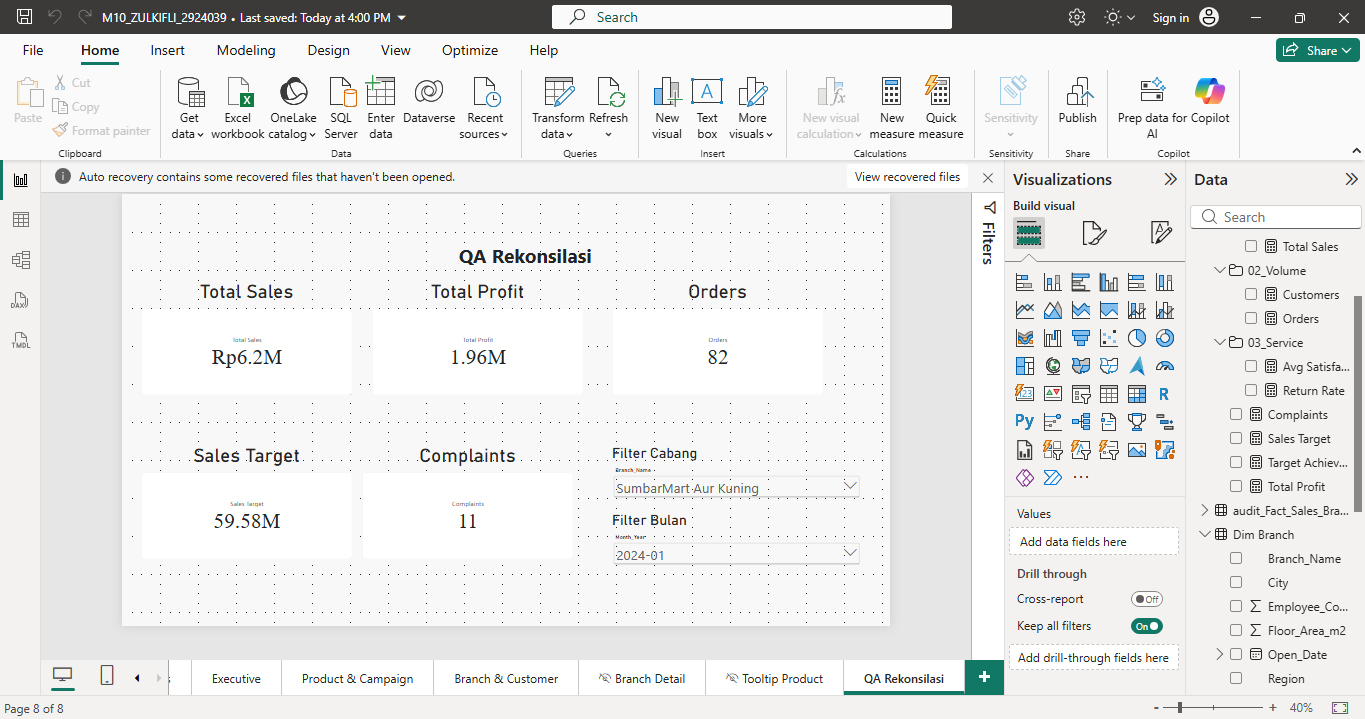 M10_ZULKIFLI_2924039 • Last saved: Today at 4:00 PM
Search
Sign in
File Home Insert Modeling Design View Optimize Help
Share
Paste
Cut
Copy
Format painter
Clipboard
Get data
Excel workbook
OneLake catalog
SQL Server
Enter data
Dataverse
Recent sources
Data
Transform data
Refresh
Queries
New visual
Text box
More visuals
Insert
New visual calculation
New measure
Quick measure
Calculations
Sensitivity
Sensitivity
Publish
Share
Prep data for AI
Copilot
Copilot
Auto recovery contains some recovered files that haven't been opened.
View recovered files
DAX
TMDL
QA Rekonsilasi
Total Sales
Total Sales
Rp6.2M
Total Profit
Total Profit
1.96M
Orders
Orders
82
Sales Target
Sales Target
59.58M
Complaints
Complaints
11
Filter Cabang
Branch_Name
SumbarMart Aur Kuning
Filter Bulan
Month_Year
2024-01
Filters
Visualizations
Build visual
123
R
Py
Values
Add data fields here
Drill through
Cross-report
Off
Keep all filters
On
Add drill-through fields here
Data
Search
Total Sales
02_Volume
Customers
Orders
03_Service
Avg Satisfa...
Return Rate
Complaints
Sales Target
Target Achiev...
Total Profit
audit_Fact_Sales_Bra...
Dim Branch
Branch_Name
City
Employee_Co...
Floor_Area_m2
Open_Date
Region
Executive
Product & Campaign
Branch & Customer
Branch Detail
Tooltip Product
QA Rekonsilasi
Page 8 of 8
40%